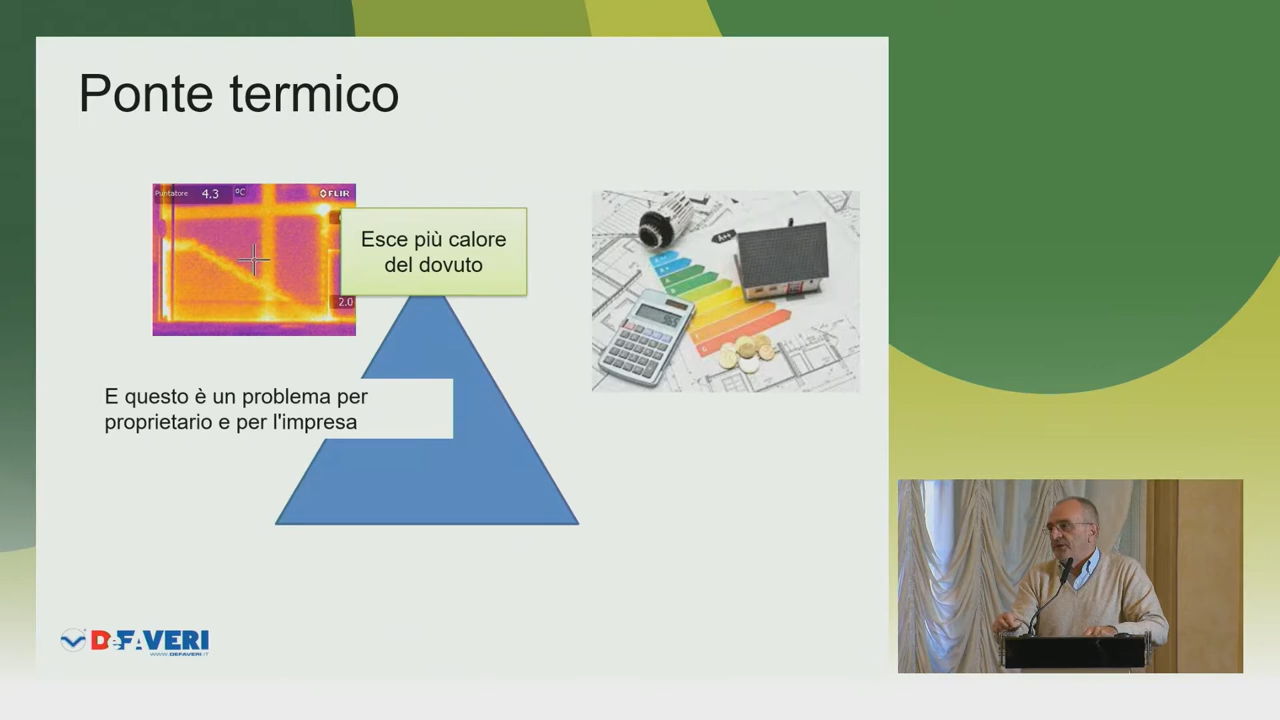 Ponte termico
Puntatore 4.3 °C
FLIR
2.0
Esce più calore
del dovuto
A++
E questo è un problema per
proprietario e per l'impresa
DeFAVERI
WWW.DEFAVERI.IT